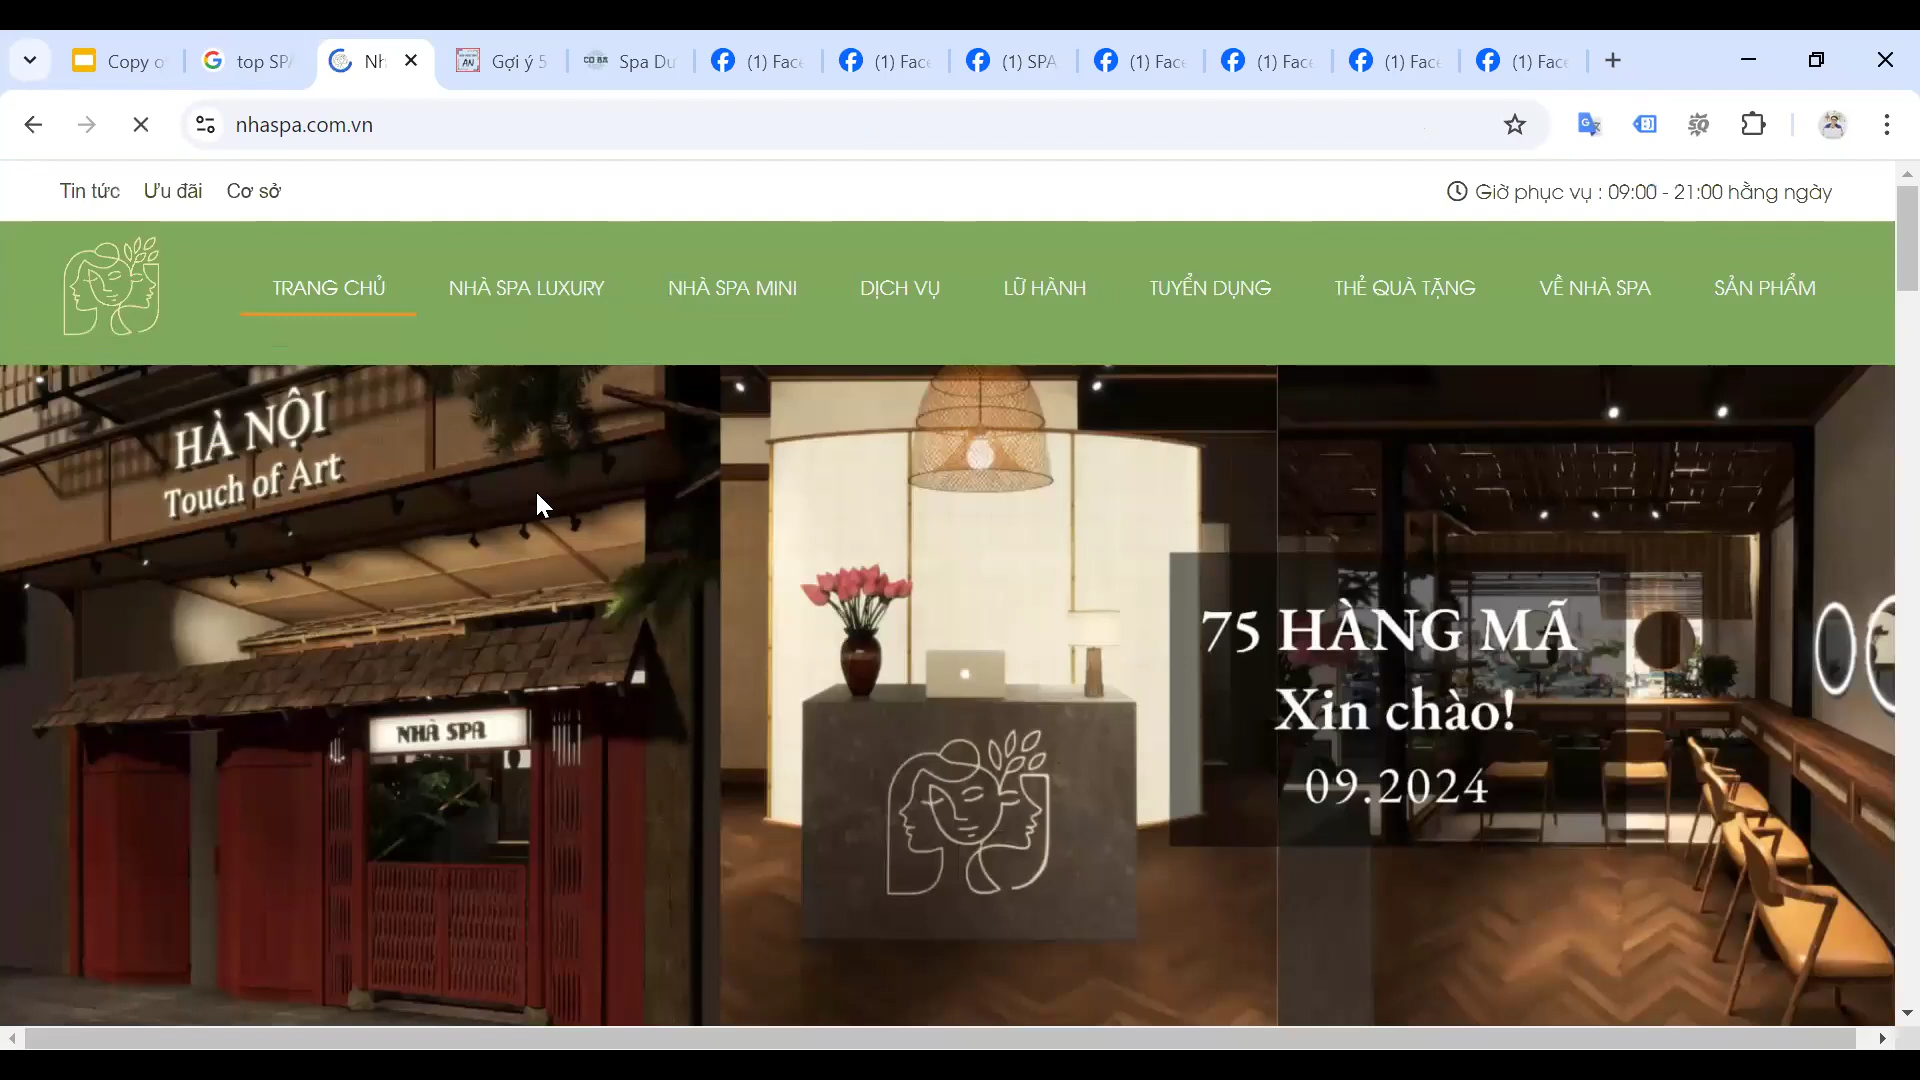 Copy o
top SPA
Nh
Gợi ý 5
Spa Dư
(1) Face
(1) Face
(1) SPA
(1) Face
(1) Face
(1) Face
(1) Face
nhaspa.com.vn
Tin tức
Ưu đãi
Cơ sở
Giờ phục vụ : 09:00 - 21:00 hằng ngày
TRANG CHỦ
NHÀ SPA LUXURY
NHÀ SPA MINI
DỊCH VỤ
LỮ HÀNH
TUYỂN DỤNG
THẺ QUÀ TẶNG
VỀ NHÀ SPA
SẢN PHẨM
HÀ NỘI
Touch of Art
NHÀ SPA
75 HÀNG MÃ
Xin chào!
09.2024